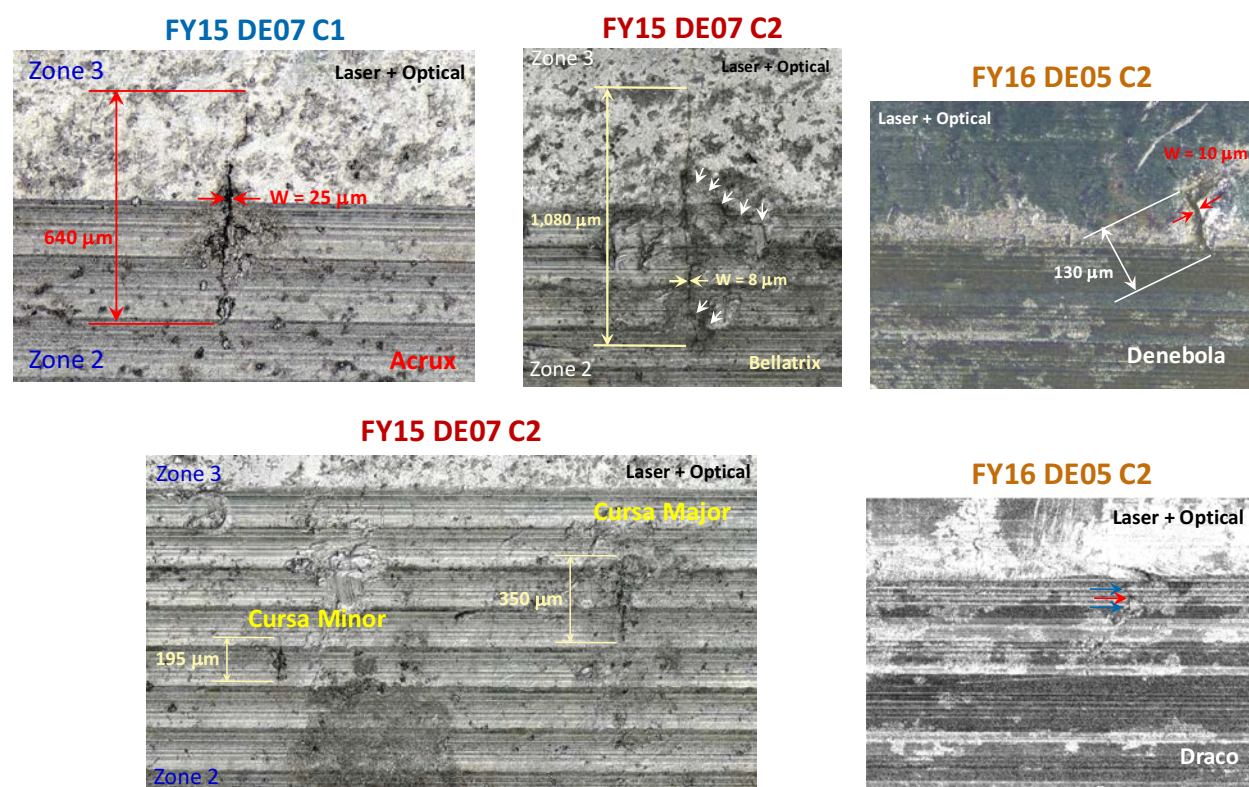 FY15 DE07 C1
Zone 3
Laser + Optical
W = 25 µm
640 µm
Zone 2
Acrux
FY15 DE07 C2
Zone 3
Laser + Optical
1,080 µm
W = 8 µm
Zone 2
Bellatrix
FY16 DE05 C2
Laser + Optical
W = 10 µm
130 µm
Denebola
FY15 DE07 C2
Zone 3
Laser + Optical
Cursa Major
350 µm
Cursa Minor
195 µm
Zone 2
FY16 DE05 C2
Laser + Optical
Draco